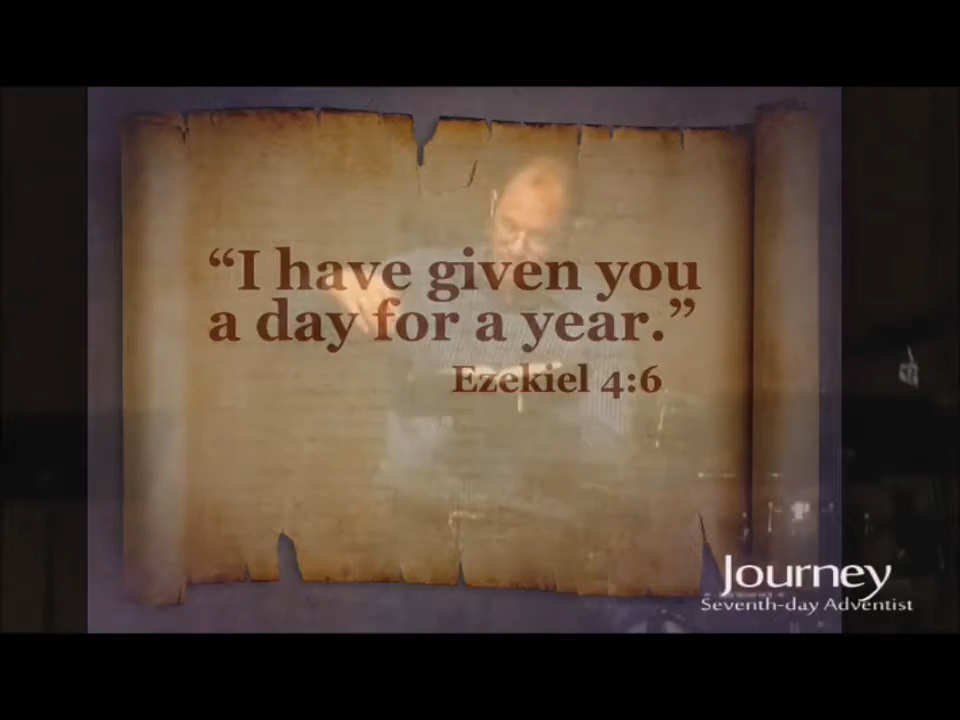 “I have given you
a day for a year.”
Ezekiel 4:6
Journey
Seventh-day Adventist